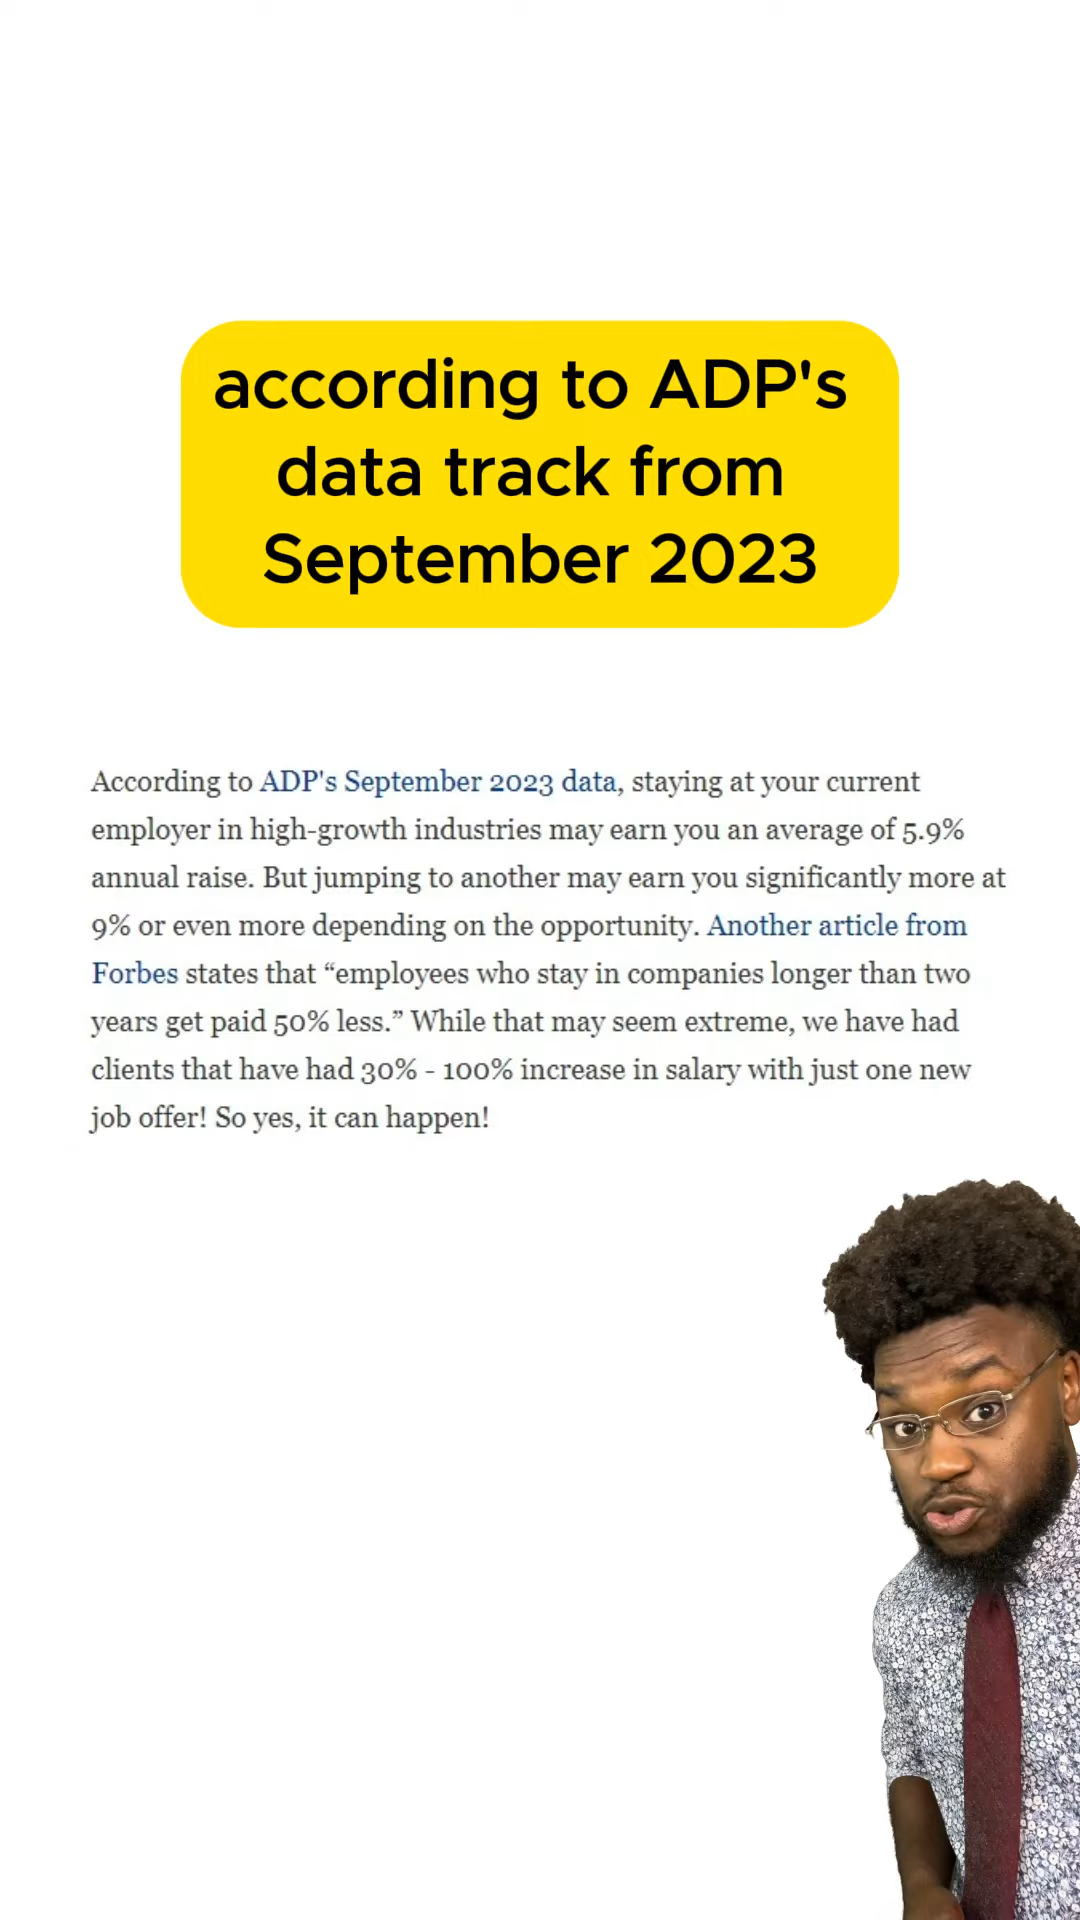 according to ADP's
data track from
September 2023
According to ADP's September 2023 data, staying at your current
employer in high-growth industries may earn you an average of 5.9%
annual raise. But jumping to another may earn you significantly more at
9% or even more depending on the opportunity. Another article from
Forbes states that “employees who stay in companies longer than two
years get paid 50% less.” While that may seem extreme, we have had
clients that have had 30% - 100% increase in salary with just one new
job offer! So yes, it can happen!